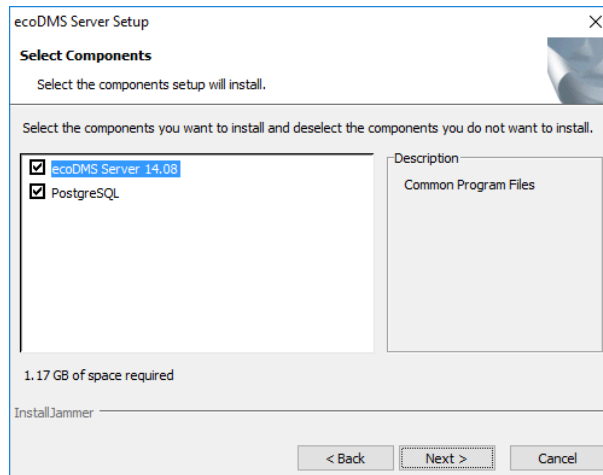 ecoDMS Server Setup
Select Components
Select the components setup will install.
Select the components you want to install and deselect the components you do not want to install.
ecoDMS Server 14.08
PostgreSQL
Description
Common Program Files
1.17 GB of space required
InstallJammer
< Back
Next >
Cancel